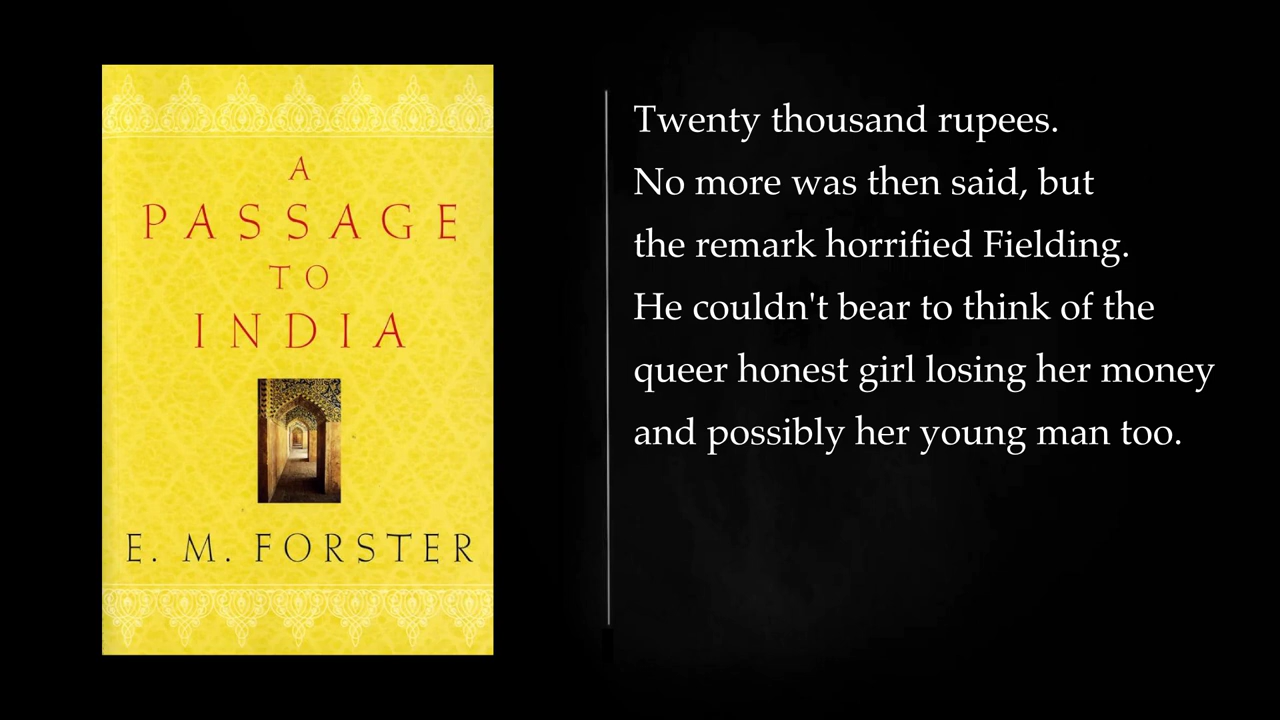 A
PASSAGE
TO
INDIA
E. M. FORSTER
Twenty thousand rupees.
No more was then said, but
the remark horrified Fielding.
He couldn't bear to think of the
queer honest girl losing her money
and possibly her young man too.